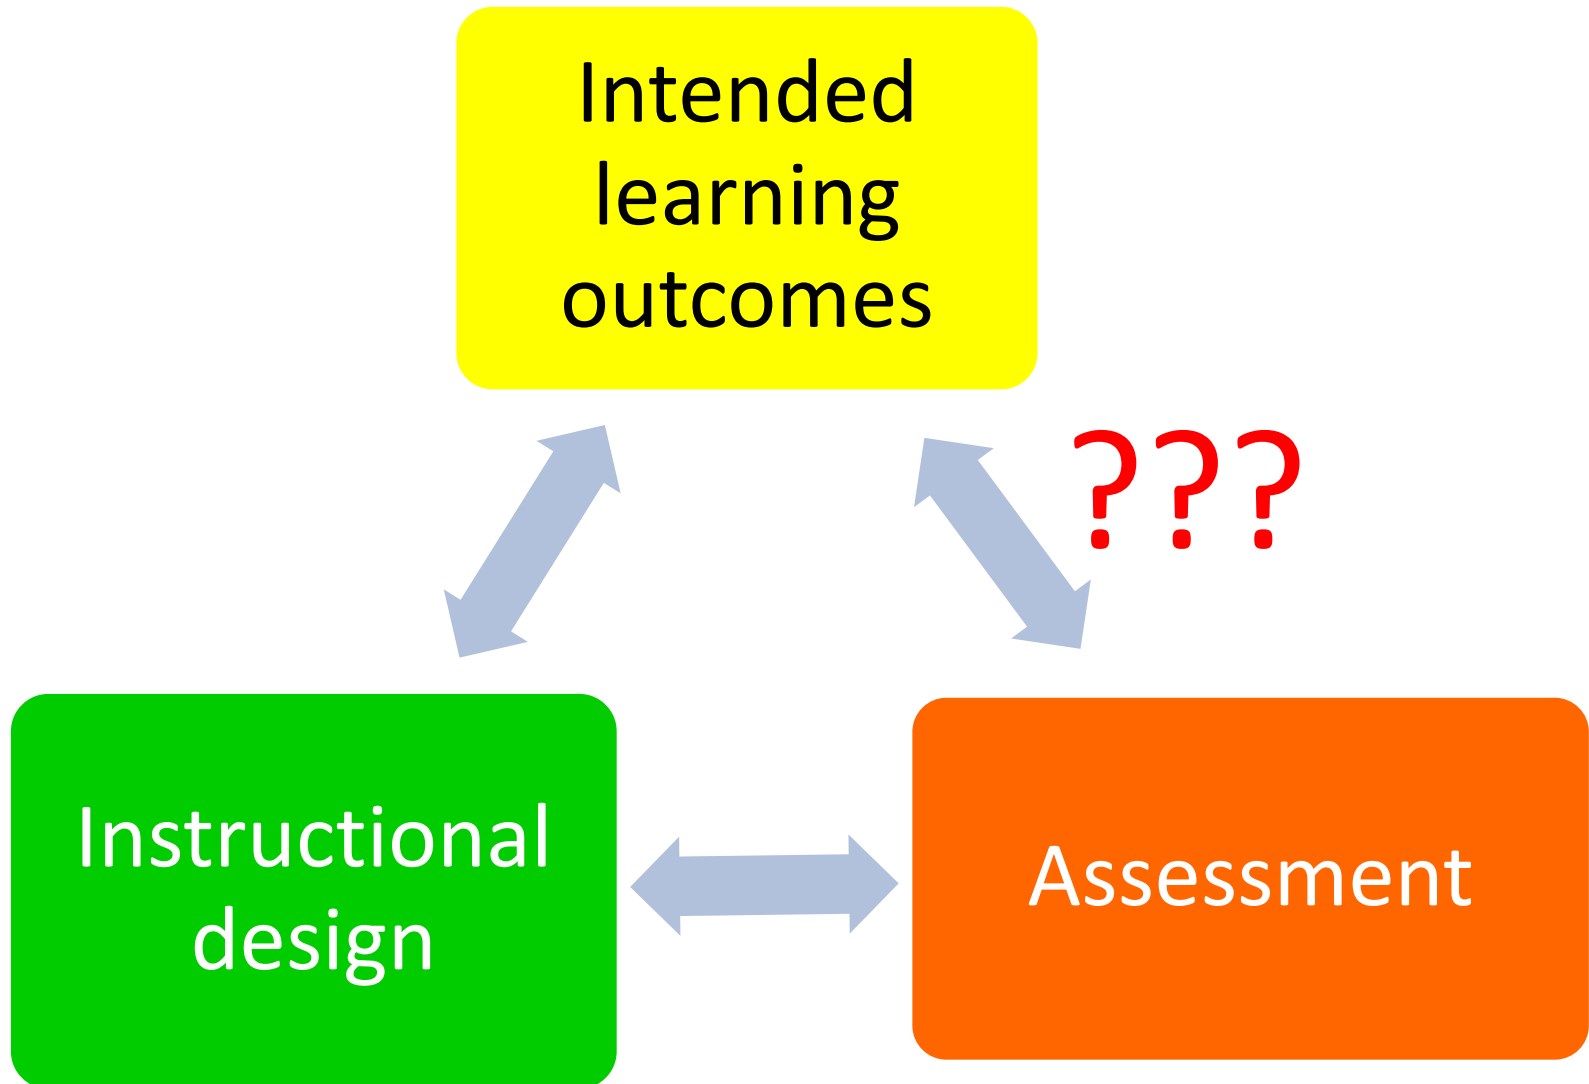 Intended
learning
outcomes
???
Instructional
design
Assessment